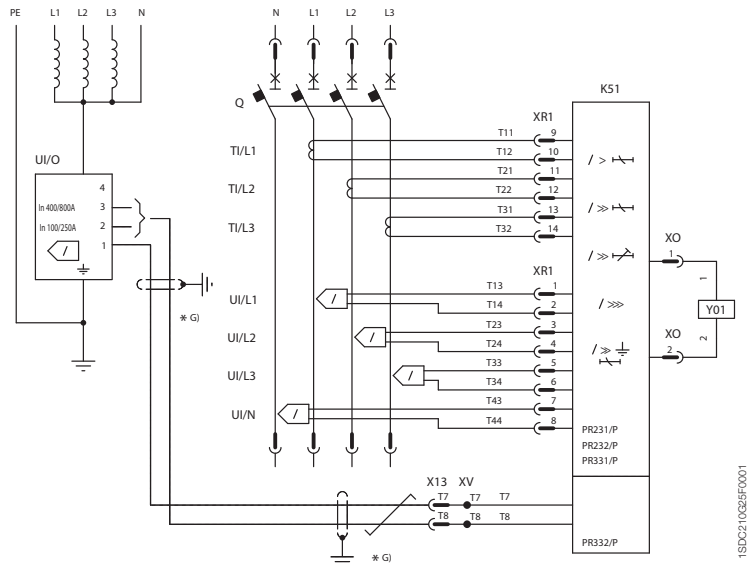 PE L1 L2 L3 N
N L1 L2 L3
K51
Q
XR1
T11 9
TI/L1
T12 10
/ >
UI/O
T21 11
TI/L2
T22 12
4
In 400/800A 3
T31 13
/ >>
In 100/250A 2
TI/L3
T32 14
1
/
XO
1
/ >>
XR1
1
T13 1
UI/L1
/
T14 2
/ >>>
* G)
Y01
T23 3
UI/L2
/
T24 4
2
XO
/ >>
2
T33 5
UI/L3
/
T34 6
T43 7
UI/N
/
T44 8
PR231/P
PR232/P
PR331/P
X13 XV
T7 T7 T7
T8 T8 T8
PR332/P
* G)
1SDC210G25F0001